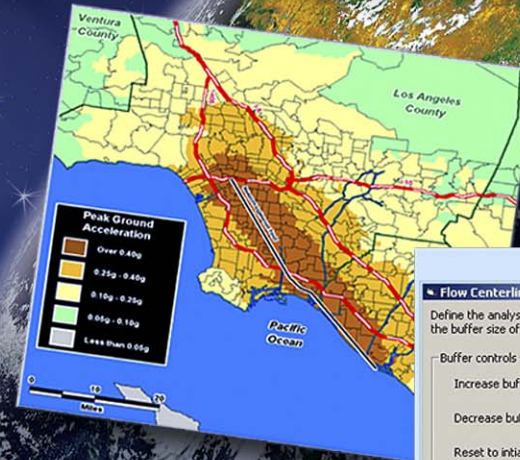 Ventura
County
Los Angeles
County
Peak Ground
Acceleration
Over 0.40g
0.25g - 0.40g
0.10g - 0.25g
0.05g - 0.10g
Less than 0.05g
Pacific
Ocean
0 10 20
Miles
Flow Centerlin
Define the analys
the buffer size of
Buffer controls
Increase buf
Decrease bu
Reset to intia